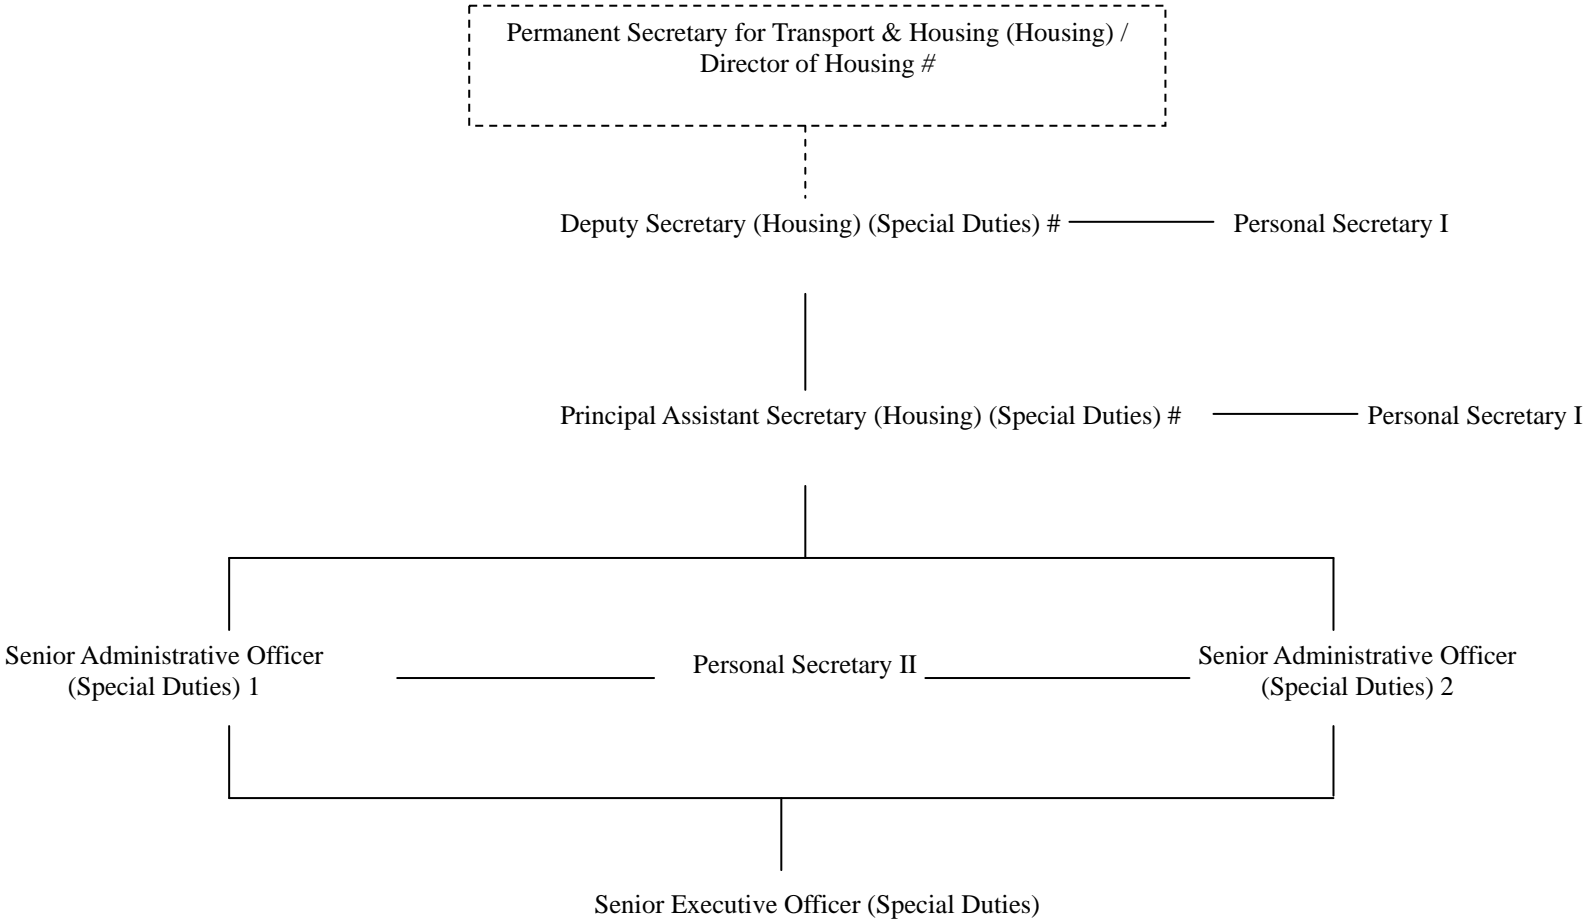 Permanent Secretary for Transport & Housing (Housing) /
Director of Housing #
Deputy Secretary (Housing) (Special Duties) #
Personal Secretary I
Principal Assistant Secretary (Housing) (Special Duties) #
Personal Secretary I
Senior Administrative Officer
(Special Duties) 1
Personal Secretary II
Senior Administrative Officer
(Special Duties) 2
Senior Executive Officer (Special Duties)